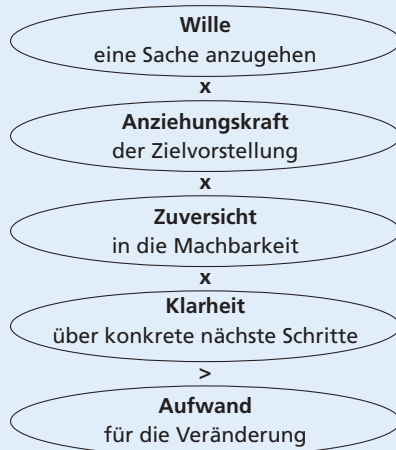 Wille
eine Sache anzugehen
x
Anziehungskraft
der Zielvorstellung
x
Zuversicht
in die Machbarkeit
x
Klarheit
über konkrete nächste Schritte
>
Aufwand
für die Veränderung